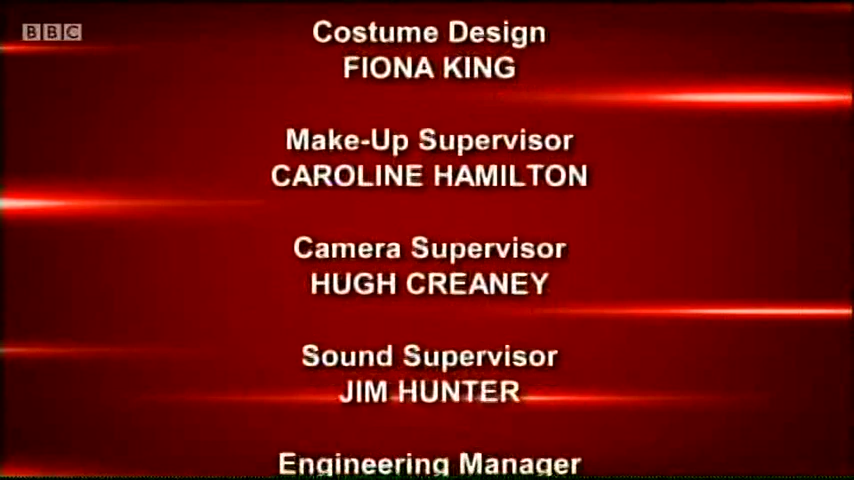 BBC
Costume Design
FIONA KING
Make-Up Supervisor
CAROLINE HAMILTON
Camera Supervisor
HUGH CREANEY
Sound Supervisor
JIM HUNTER
Engineering Manager